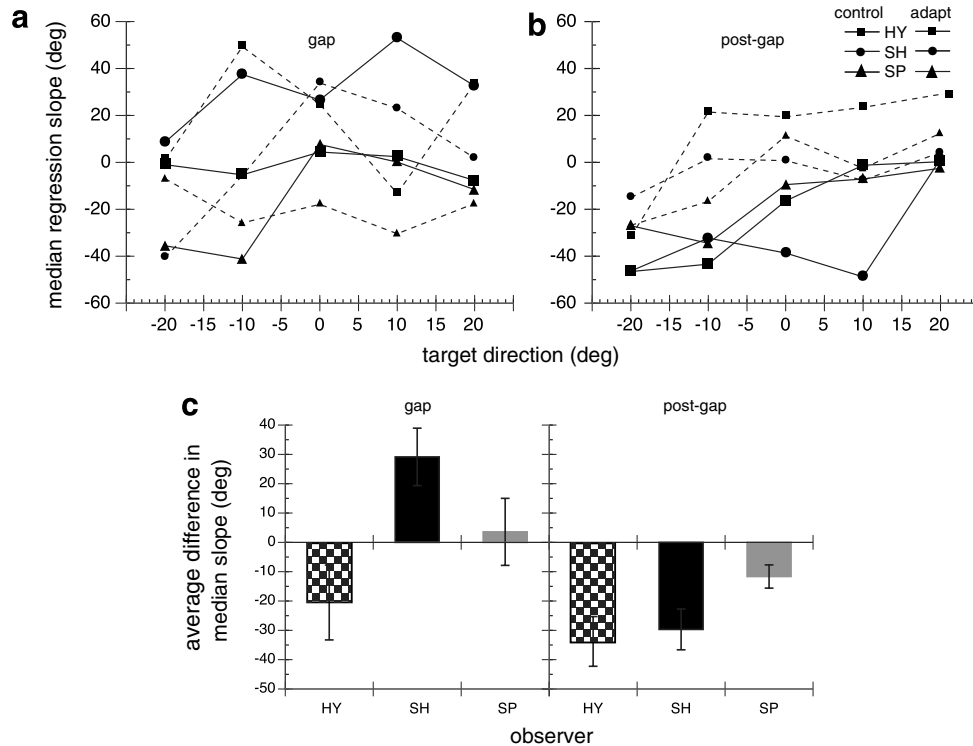 a
gap
60
40
20
0
-20
-40
-60
-20 -15 -10 -5 0 5 10 15 20
median regression slope (deg)
b
post-gap
control adapt
HY
SH
SP
60
40
20
0
-20
-40
-60
-20 -15 -10 -5 0 5 10 15 20
target direction (deg)
c
gap
post-gap
40
30
20
10
0
-10
-20
-30
-40
-50
average difference in
median slope (deg)
HY SH SP HY SH SP
observer